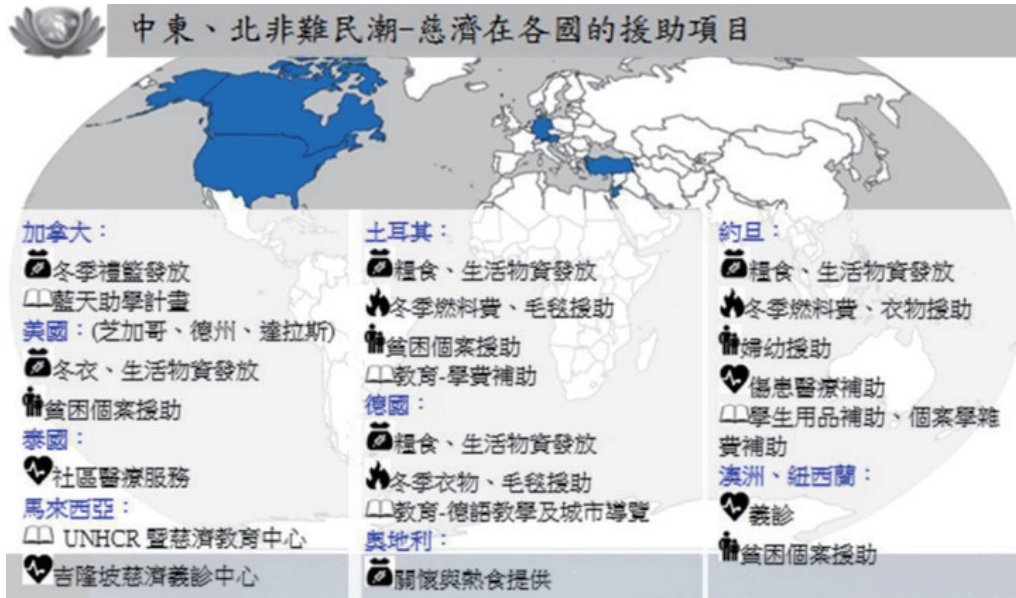 中東、北非難民潮-慈濟在各國的援助項目
加拿大：
冬季禮籃發放
藍天助學計畫
美國：(芝加哥、德州、達拉斯)
冬衣、生活物資發放
貧困個案援助
泰國：
社區醫療服務
馬來西亞：
UNHCR 暨慈濟教育中心
吉隆坡慈濟義診中心
土耳其：
糧食、生活物資發放
冬季燃料費、毛毯援助
貧困個案援助
教育-學費補助
德國：
糧食、生活物資發放
冬季衣物、毛毯援助
教育-德語教學及城市導覽
奧地利：
關懷與熱食提供
約旦：
糧食、生活物資發放
冬季燃料費、衣物援助
婦幼援助
傷患醫療補助
學生用品補助、個案學雜
費補助
澳洲、紐西蘭：
義診
貧困個案援助